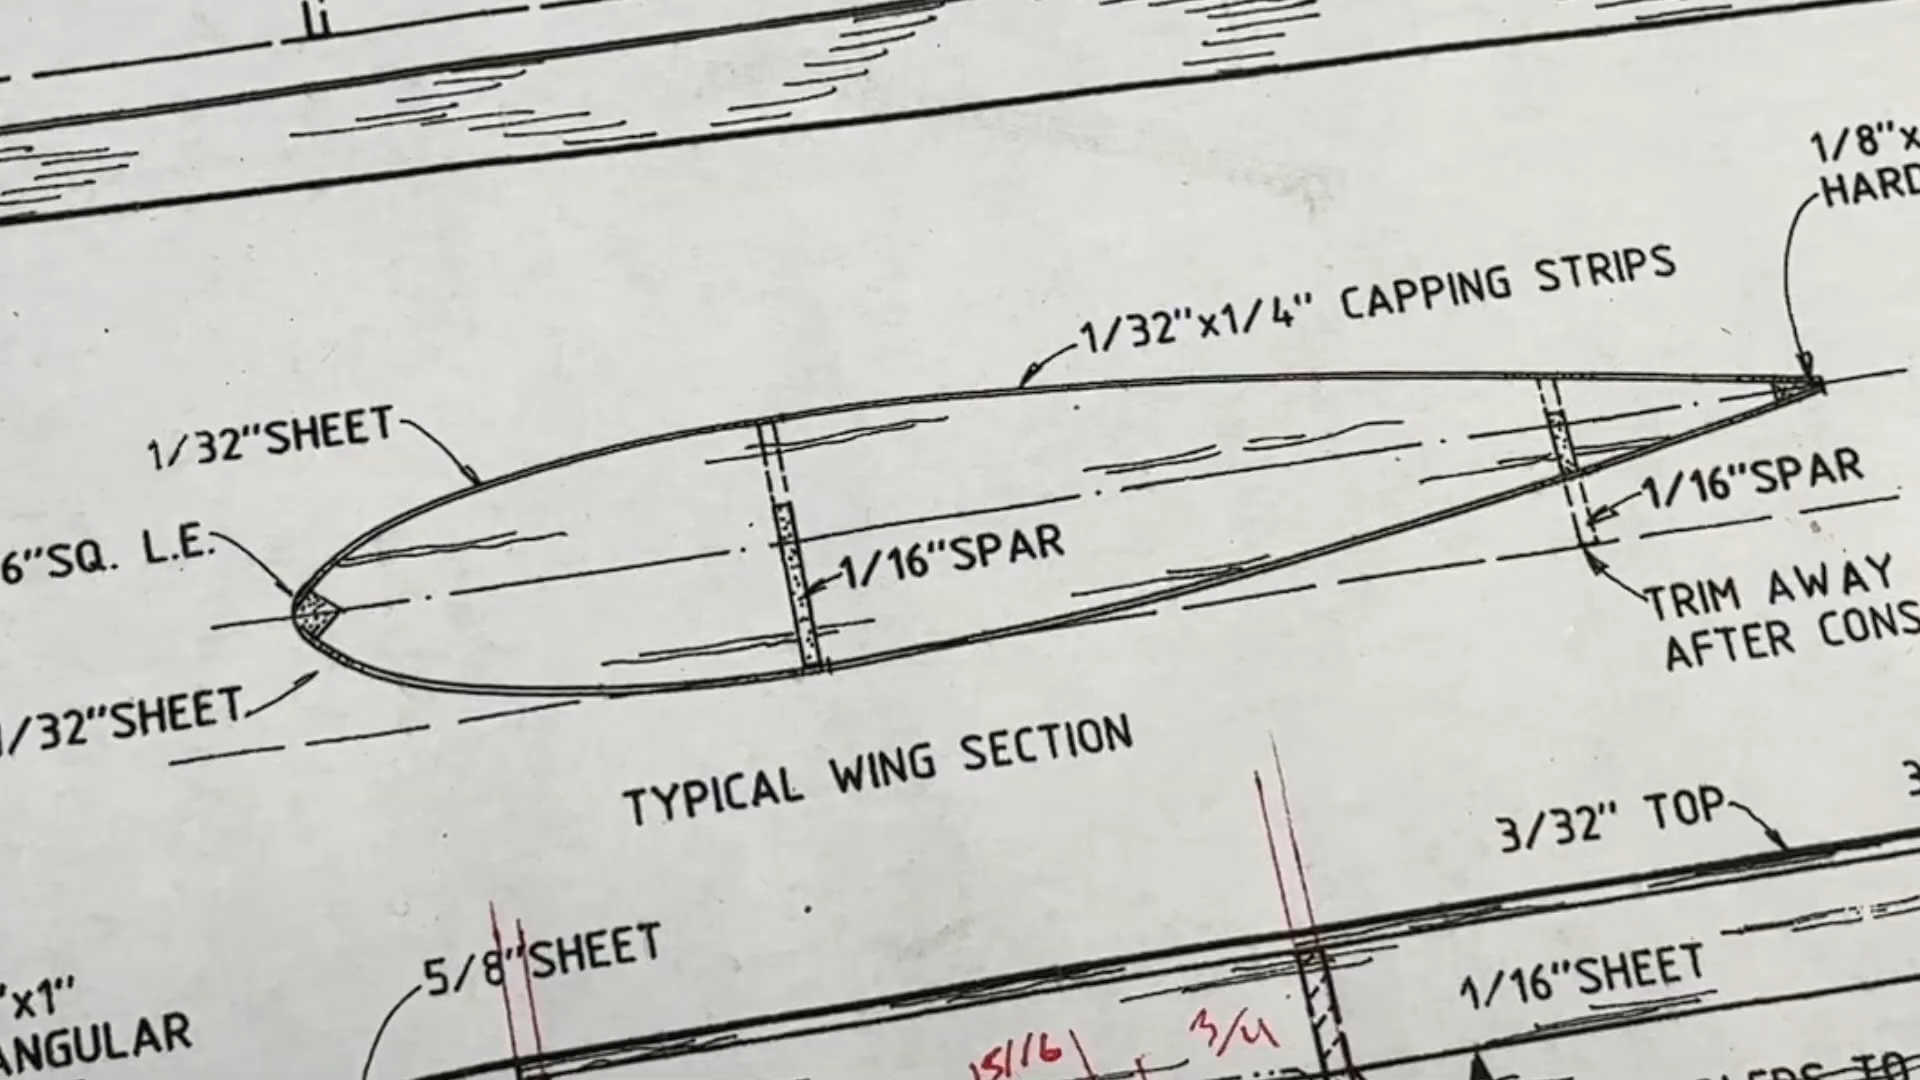 1/8"x
HARD
1/32"x1/4" CAPPING STRIPS
1/32"SHEET
6"SQ. L.E.
1/16"SPAR
1/16"SPAR
TRIM AWAY
AFTER CONS
1/32"SHEET
TYPICAL WING SECTION
3/32" TOP
5/8"SHEET
1/16"SHEET
"x1"
ANGULAR
15/16
3/4